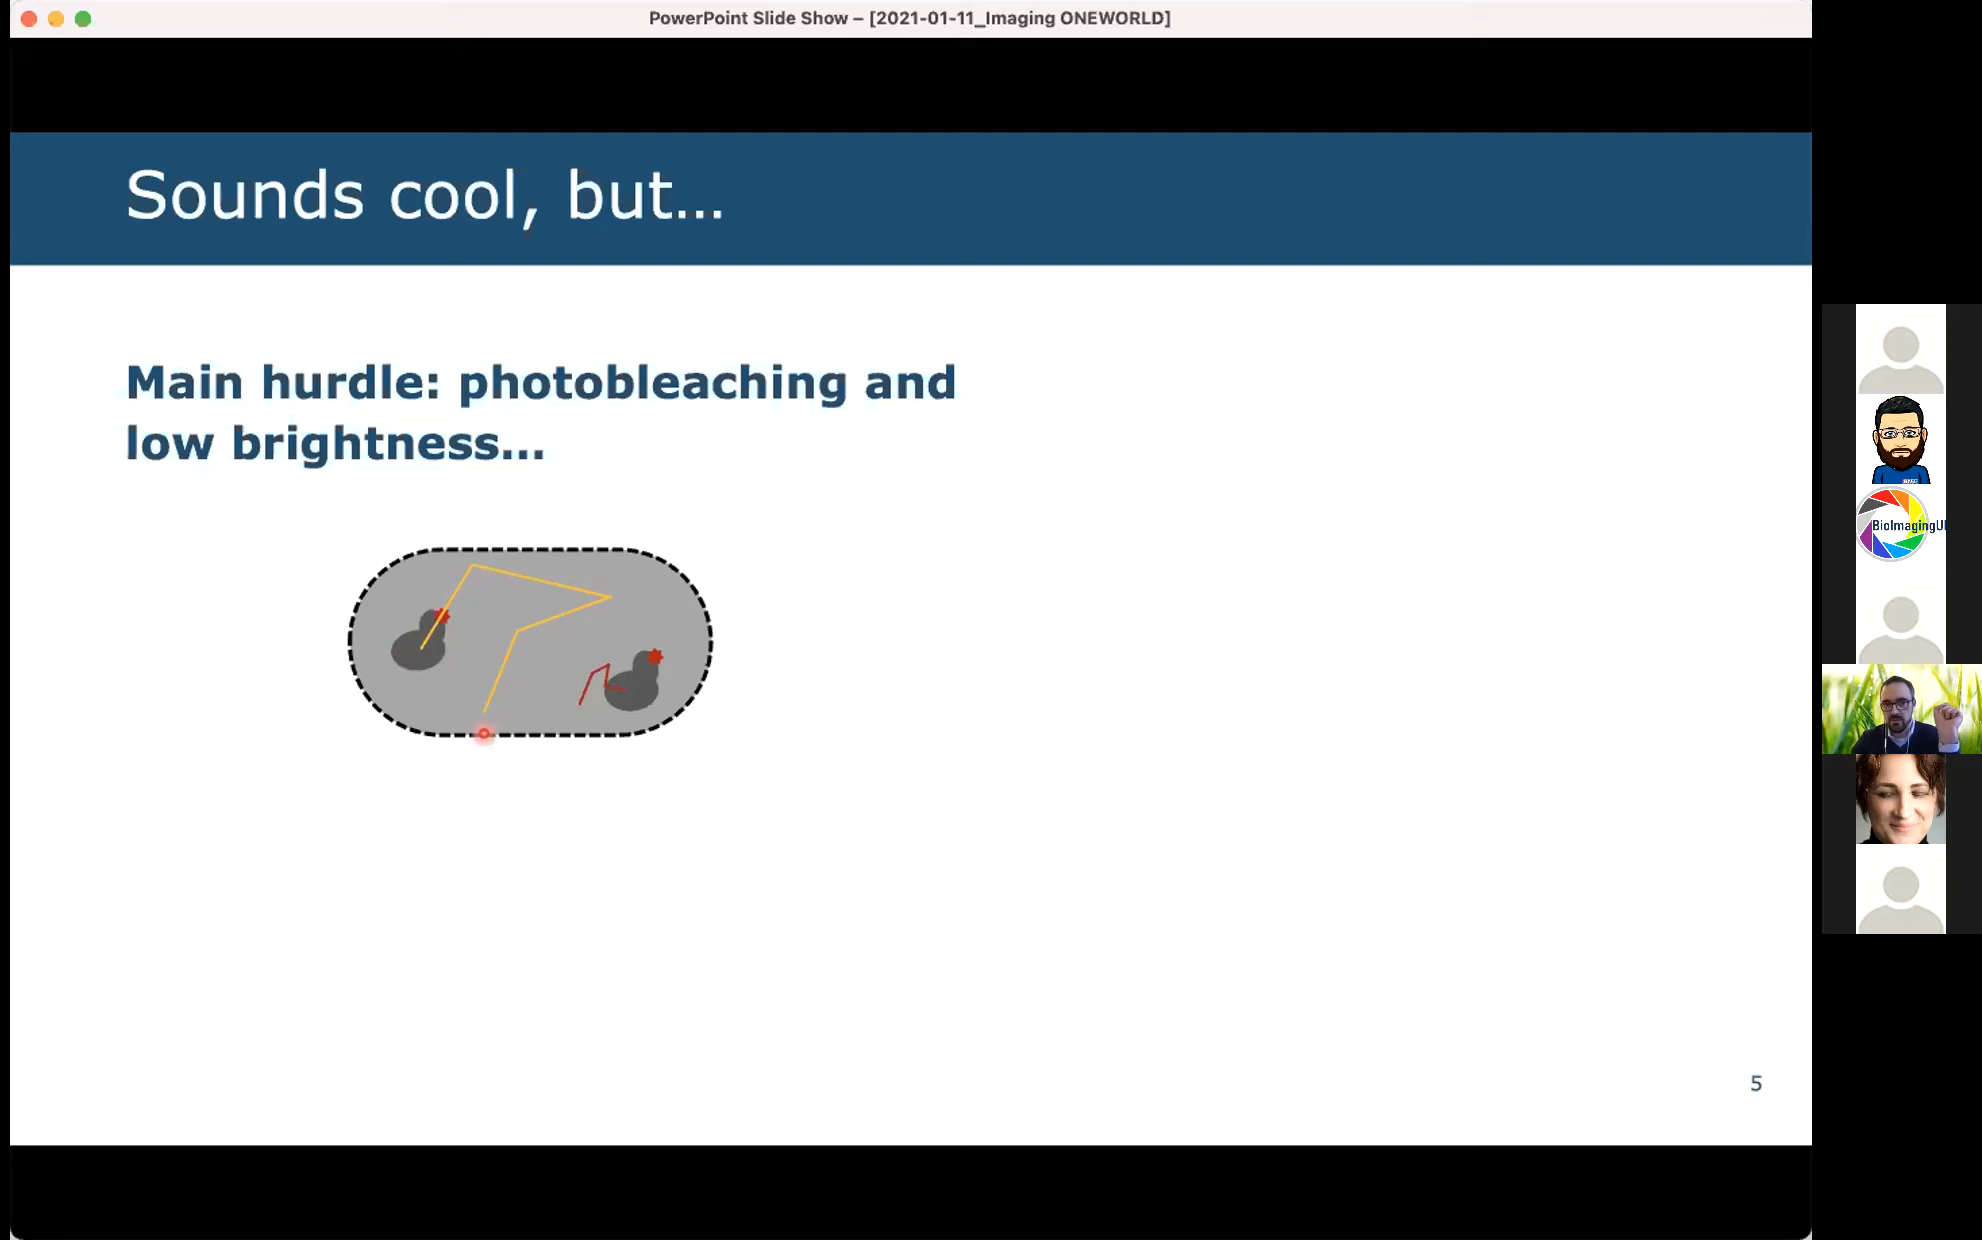 PowerPoint Slide Show – [2021-01-11_Imaging ONEWORLD]
Sounds cool, but...
Main hurdle: photobleaching and
low brightness...
BioImagingU
5